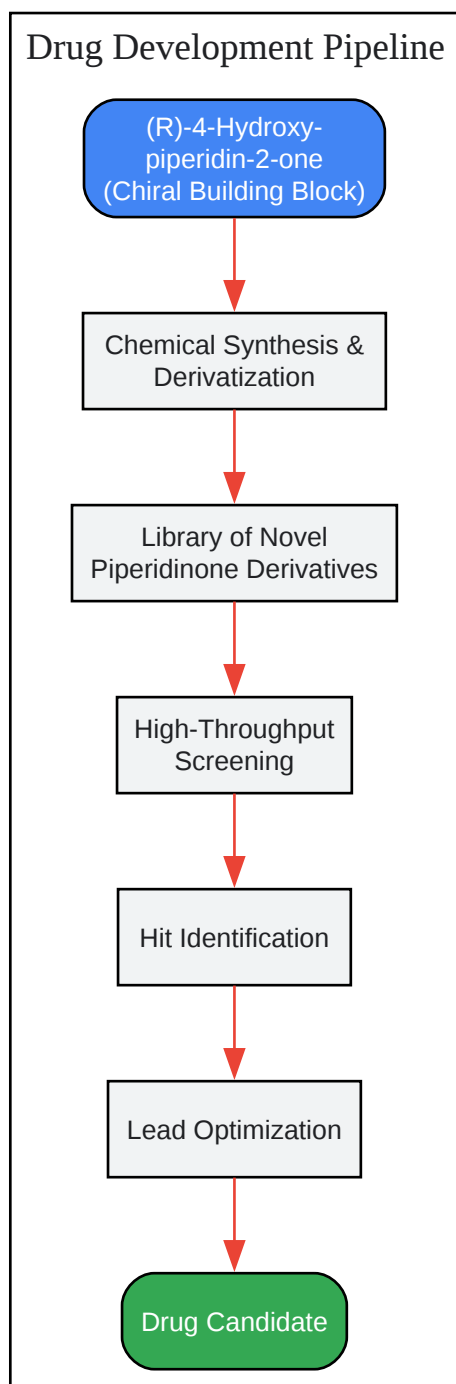 Drug Development Pipeline
(R)-4-Hydroxy-
piperidin-2-one
(Chiral Building Block)
Chemical Synthesis &
Derivatization
Library of Novel
Piperidinone Derivatives
High-Throughput
Screening
Hit Identification
Lead Optimization
Drug Candidate